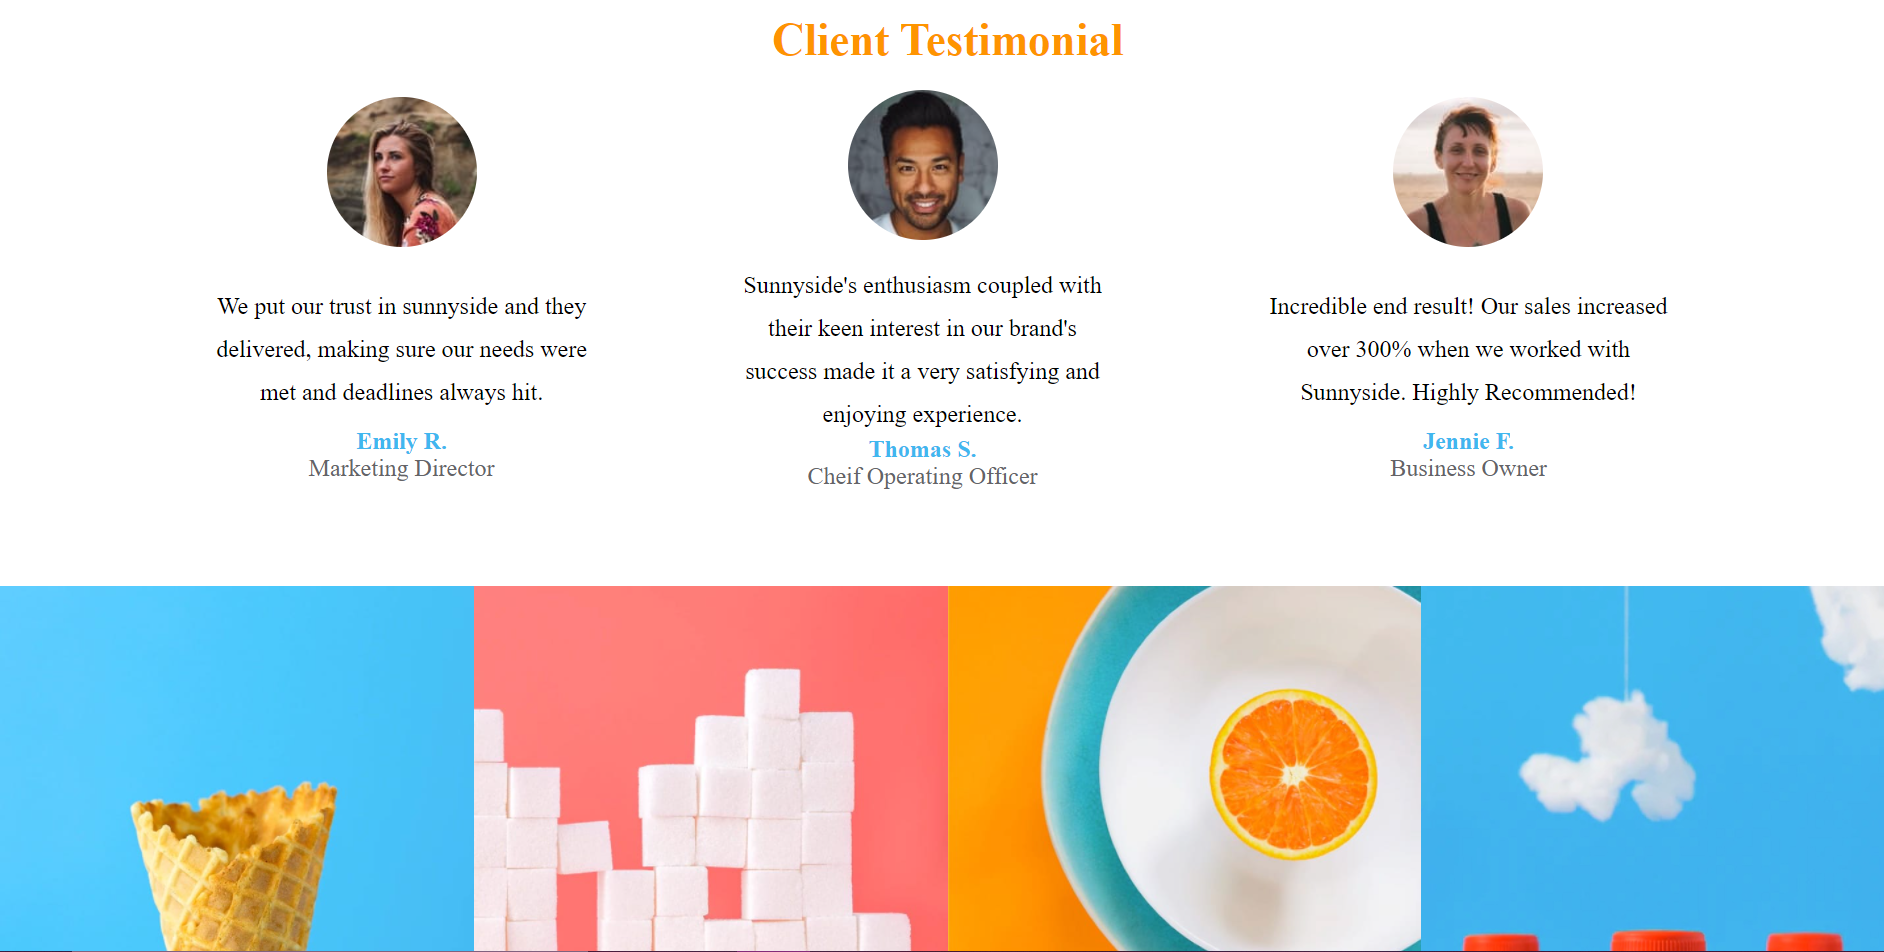 Client Testimonial
We put our trust in sunnyside and they
delivered, making sure our needs were
met and deadlines always hit.
Emily R.
Marketing Director
Sunnyside's enthusiasm coupled with
their keen interest in our brand's
success made it a very satisfying and
enjoying experience.
Thomas S.
Cheif Operating Officer
Incredible end result! Our sales increased
over 300% when we worked with
Sunnyside. Highly Recommended!
Jennie F.
Business Owner